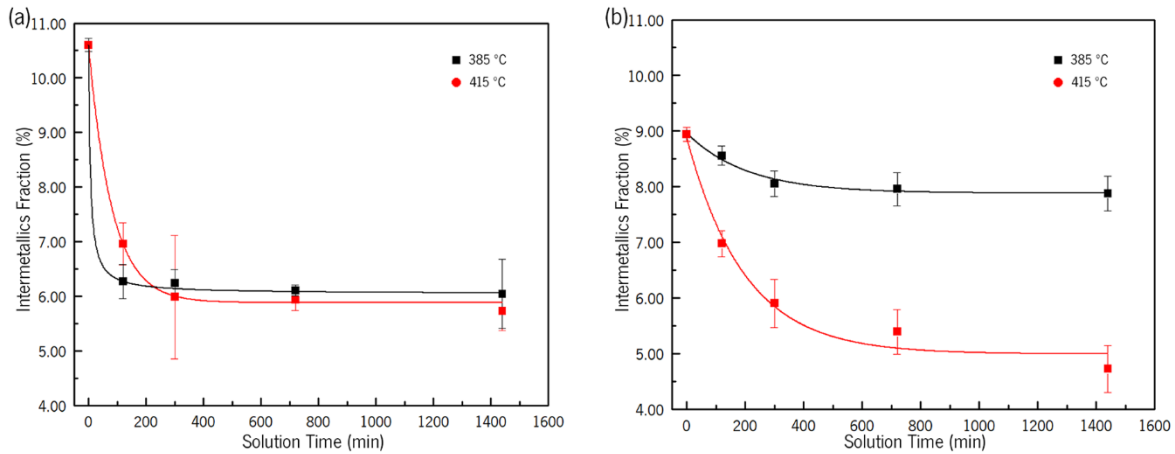 (a)
11.00
10.00
9.00
8.00
7.00
6.00
5.00
4.00
Intermetallics Fraction (%)
385 °C
415 °C
0 200 400 600 800 1000 1200 1400 1600
Solution Time (min)
(b)
11.00
10.00
9.00
8.00
7.00
6.00
5.00
4.00
Intermetallics Fraction (%)
385 °C
415 °C
0 200 400 600 800 1000 1200 1400 1600
Solution Time (min)